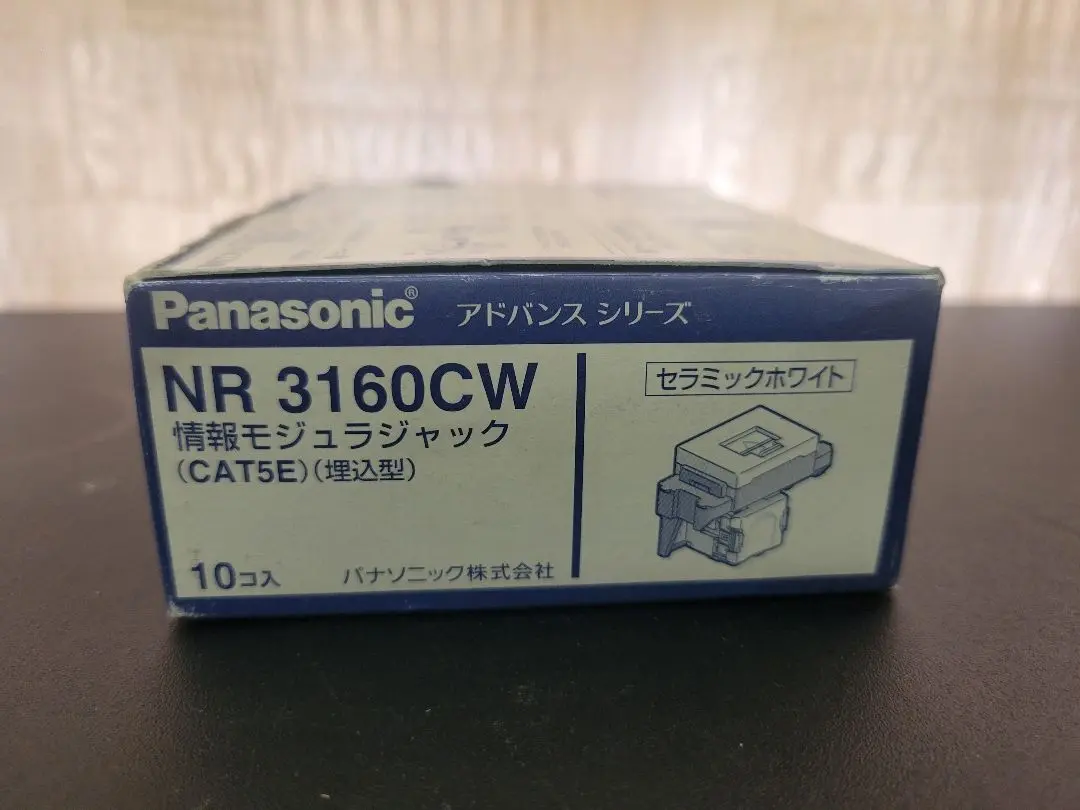 Panasonic® アドバンス シリーズ
NR 3160CW
情報モジュラジャック
(CAT5E)(埋込型)
10コ入
パナソニック株式会社
セラミックホワイト